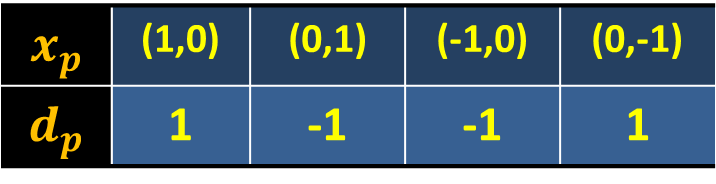 x_p (1,0) (0,1) (-1,0) (0,-1)
d_p 1 -1 -1 1